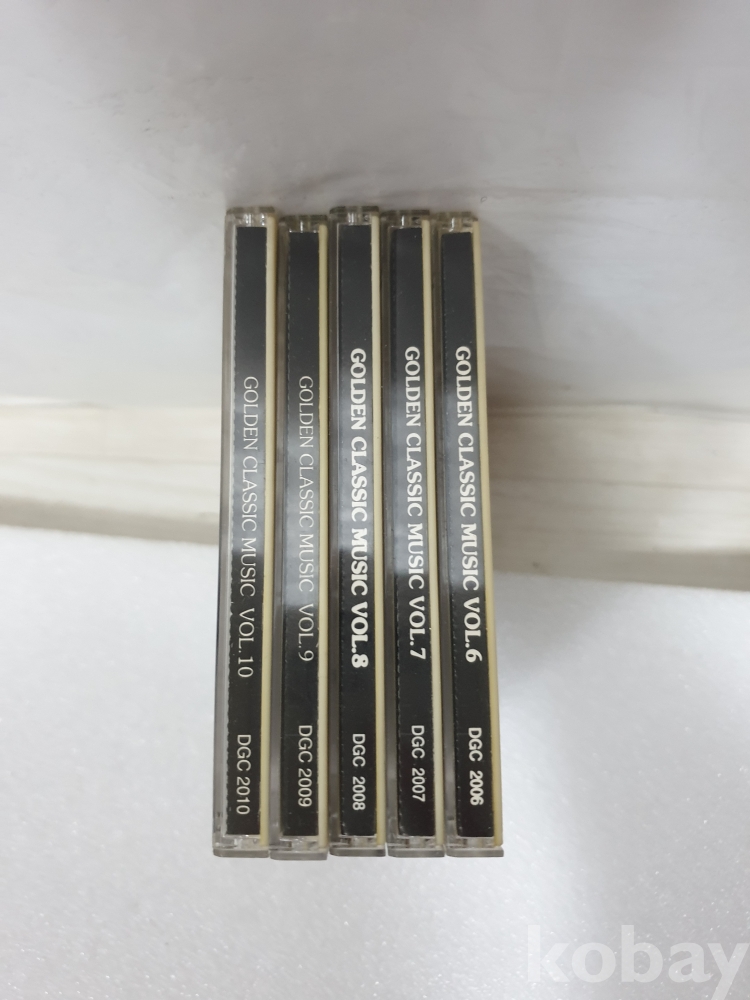 GOLDEN CLASSIC MUSIC VOL.10 DGC 2010
GOLDEN CLASSIC MUSIC VOL.9 DGC 2009
GOLDEN CLASSIC MUSIC VOL.8 DGC 2008
GOLDEN CLASSIC MUSIC VOL.7 DGC 2007
GOLDEN CLASSIC MUSIC VOL.6 DGC 2006
kobay